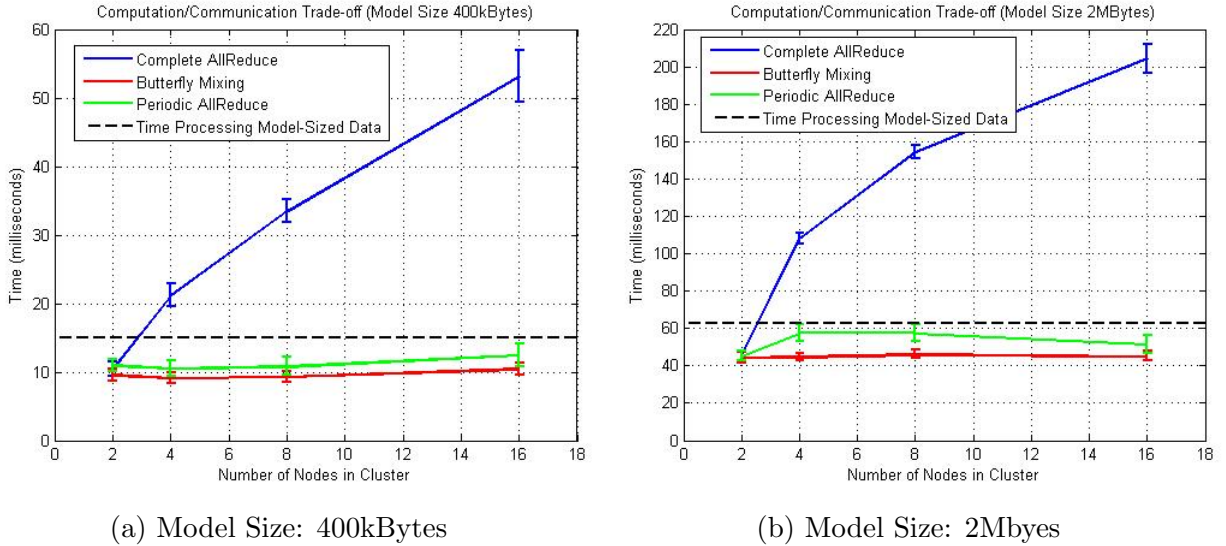 Computation/Communication Trade-off (Model Size 400kBytes)
60
50
40
30
20
10
0
Time (milliseconds)
Complete AllReduce
Butterfly Mixing
Periodic AllReduce
Time Processing Model-Sized Data
0 2 4 6 8 10 12 14 16 18
Number of Nodes in Cluster
(a) Model Size: 400kBytes
Computation/Communication Trade-off (Model Size 2MBytes)
220
200
180
160
140
120
100
80
60
40
20
0
Time (milliseconds)
Complete AllReduce
Butterfly Mixing
Periodic AllReduce
Time Processing Model-Sized Data
0 2 4 6 8 10 12 14 16 18
Number of Nodes in Cluster
(b) Model Size: 2Mbyes